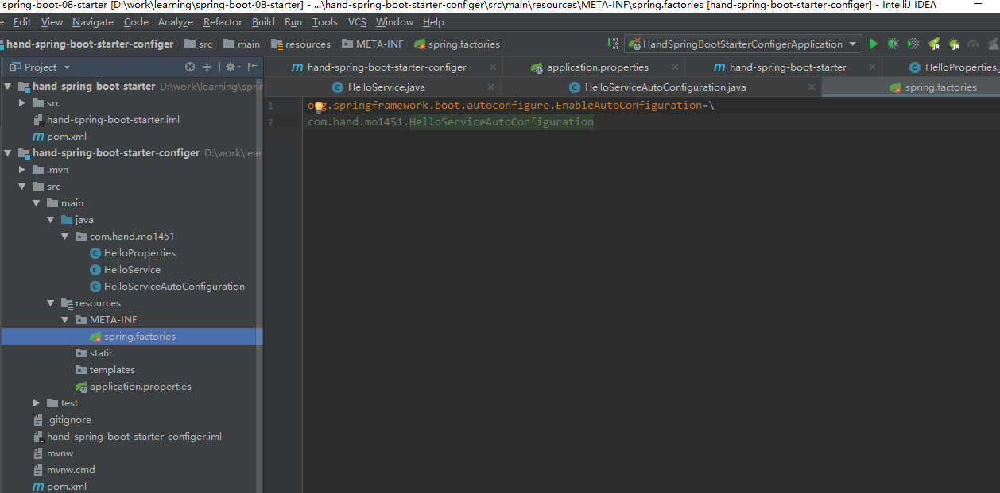 spring-boot-08-starter [D:\work\learning\spring-boot-08-starter] - ...\hand-spring-boot-starter-configer\src\main\resources\META-INF\spring.factories [hand-spring-boot-starter-configer] - IntelliJ IDEA
e Edit View Navigate Code Analyze Refactor Build Run Tools VCS Window Help
hand-spring-boot-starter-configer src main resources META-INF spring.factories HandSpringBootStarterConfigerApplication
Project
hand-spring-boot-starter-configer application.properties hand-spring-boot-starter HelloProperties.
HelloService.java HelloServiceAutoConfiguration.java spring.factories
hand-spring-boot-starter D:\work\learning\sprin
src
hand-spring-boot-starter.iml
pom.xml
hand-spring-boot-starter-configer D:\work\lear
.mvn
src
main
java
com.hand.mo1451
HelloProperties
HelloService
HelloServiceAutoConfiguration
resources
META-INF
spring.factories
static
templates
application.properties
test
.gitignore
hand-spring-boot-starter-configer.iml
mvnw
mvnw.cmd
pom.xml
1 org.springframework.boot.autoconfigure.EnableAutoConfiguration=\
2 com.hand.mo1451.HelloServiceAutoConfiguration